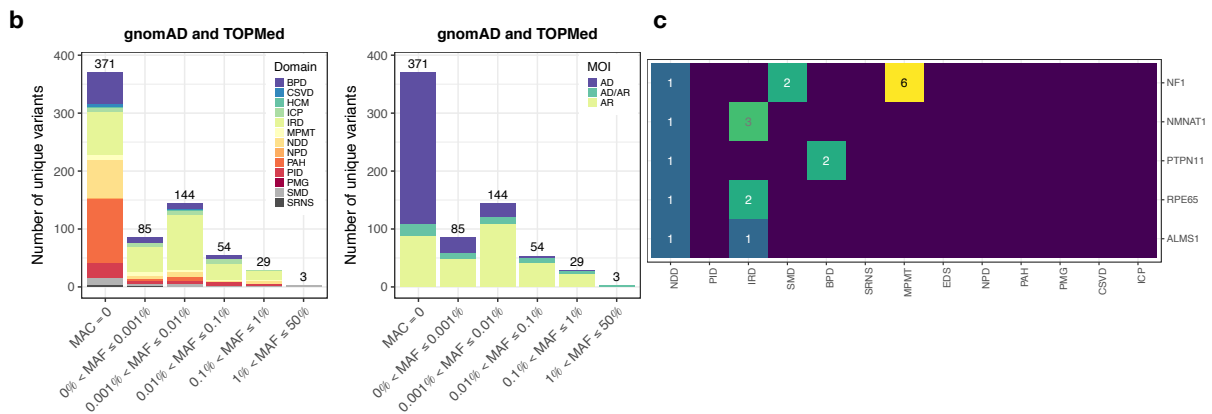 b
gnomAD and TOPMed
Number of unique variants
400
300
200
100
0
371
85
144
54
29
3
Domain
BPD
CSVD
HCM
ICP
IRD
MPMT
NDD
NPD
PAH
PID
PMG
SMD
SRNS
MAC = 0
0% < MAF ≤ 0.001%
0.001% < MAF ≤ 0.01%
0.01% < MAF ≤ 0.1%
0.1% < MAF ≤ 1%
1% < MAF ≤ 50%
gnomAD and TOPMed
Number of unique variants
400
300
200
100
0
371
85
144
54
29
3
MOI
AD
AD/AR
AR
MAC = 0
0% < MAF ≤ 0.001%
0.001% < MAF ≤ 0.01%
0.01% < MAF ≤ 0.1%
0.1% < MAF ≤ 1%
1% < MAF ≤ 50%
c
1 2 6 NF1
1 3 NMNAT1
1 2 PTPN11
1 2 RPE65
1 1 ALMS1
NDD
PID
IRD
SMD
BPD
SRNS
MPMT
EDS
NPD
PAH
PMG
CSVD
ICP